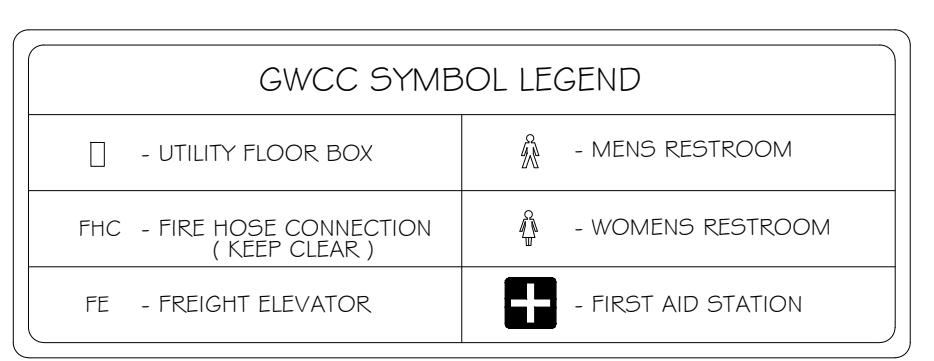 GWCC SYMBOL LEGEND
- UTILITY FLOOR BOX
- MENS RESTROOM
FHC - FIRE HOSE CONNECTION
( KEEP CLEAR )
- WOMENS RESTROOM
FE - FREIGHT ELEVATOR
- FIRST AID STATION